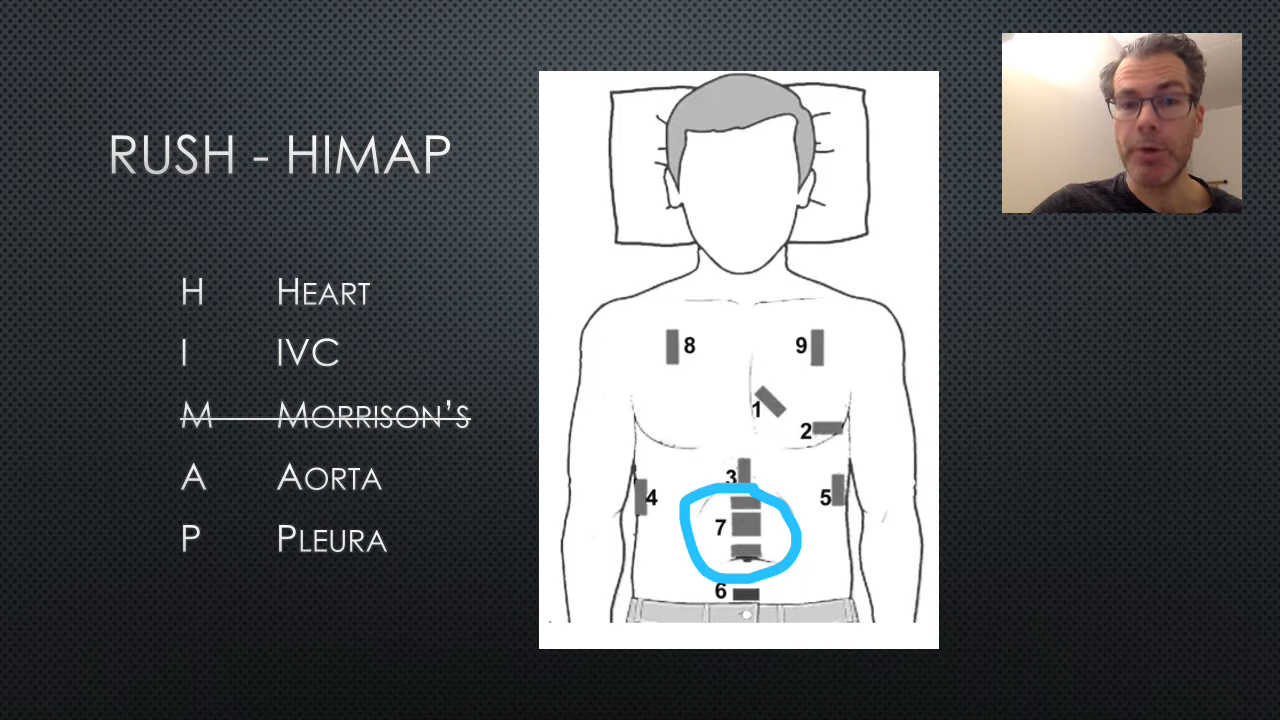 RUSH - HIMAP
H HEART
I IVC
M MORRISON'S
A AORTA
P PLEURA
8 9
1
2
3
4 5
7
6